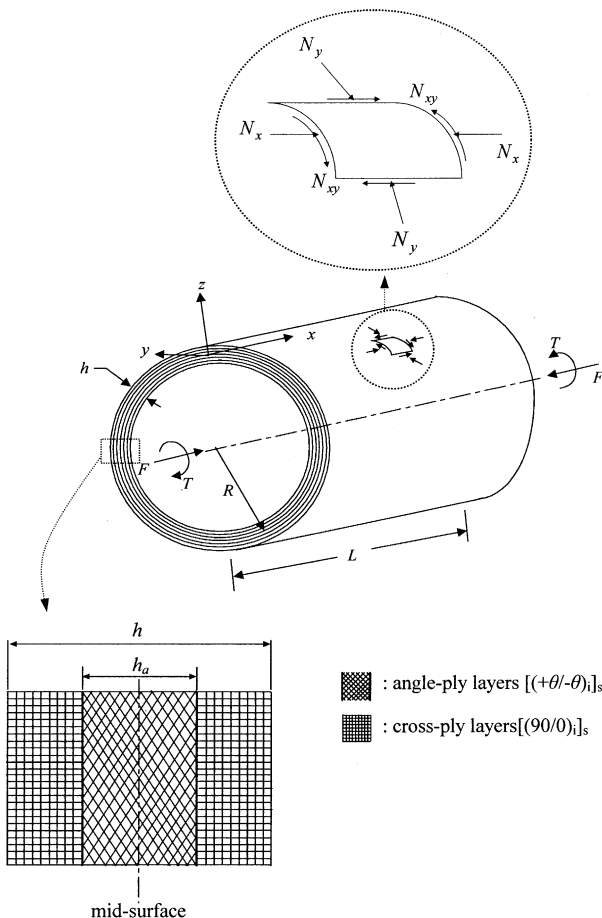 N_y
N_xy
N_x
N_x
N_xy
N_y
z
x
y
T
h
F
F
T
R
L
h
h_a
: angle-ply layers [(+θ/-θ)_i]_s
: cross-ply layers[(90/0)_i]_s
mid-surface